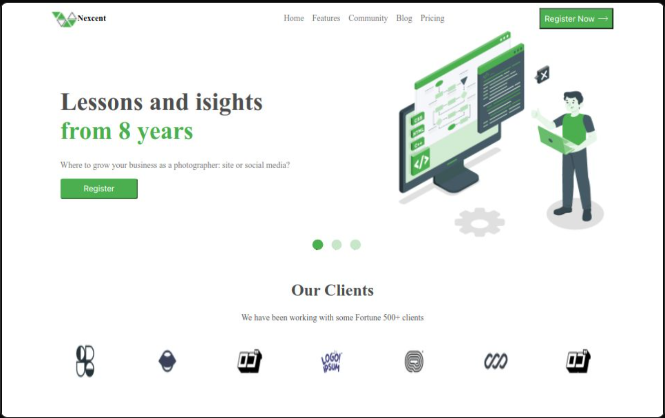 Nexcent
Home Features Community Blog Pricing
Register Now →
Lessons and isights
from 8 years
Where to grow your business as a photographer: site or social media?
Register
</>
Our Clients
We have been working with some Fortune 500+ clients
LOGO
IPSUM